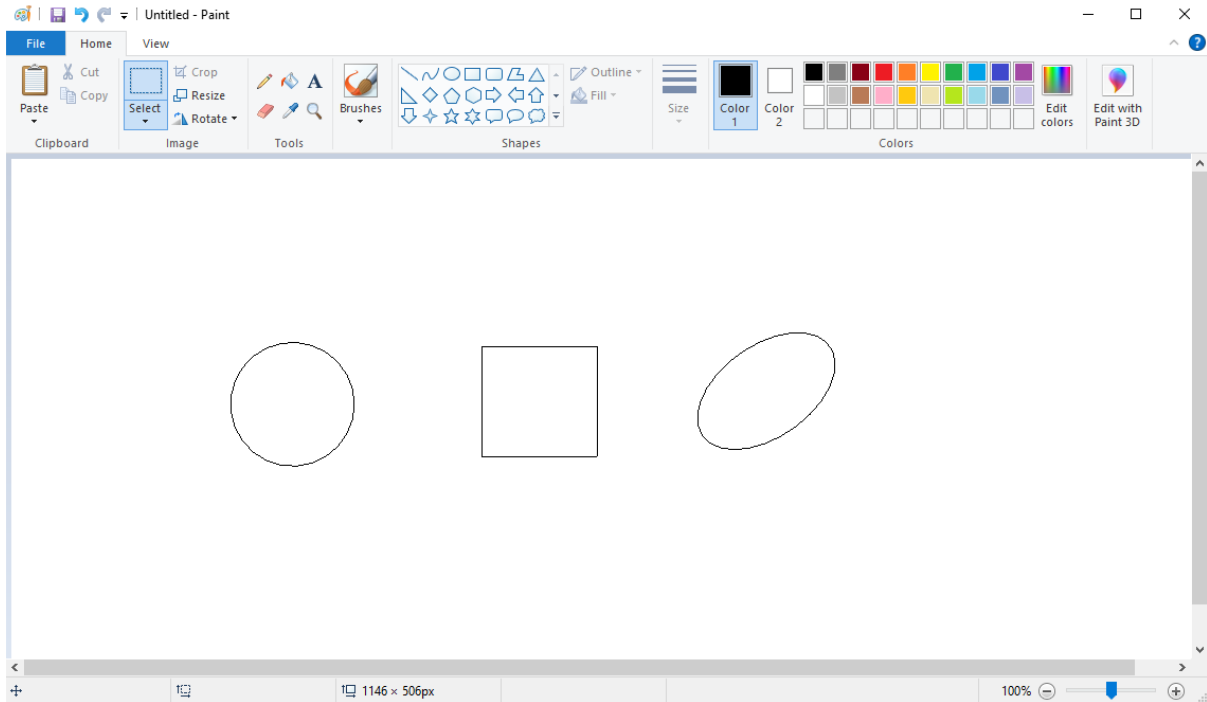 Untitled - Paint
File Home View
Paste
Cut
Copy
Clipboard
Select
Crop
Resize
Rotate
Image
A
Tools
Brushes
Shapes
Outline
Fill
Size
Color 1
Color 2
Colors
Edit colors
Edit with Paint 3D
?
1146 × 506px
100%